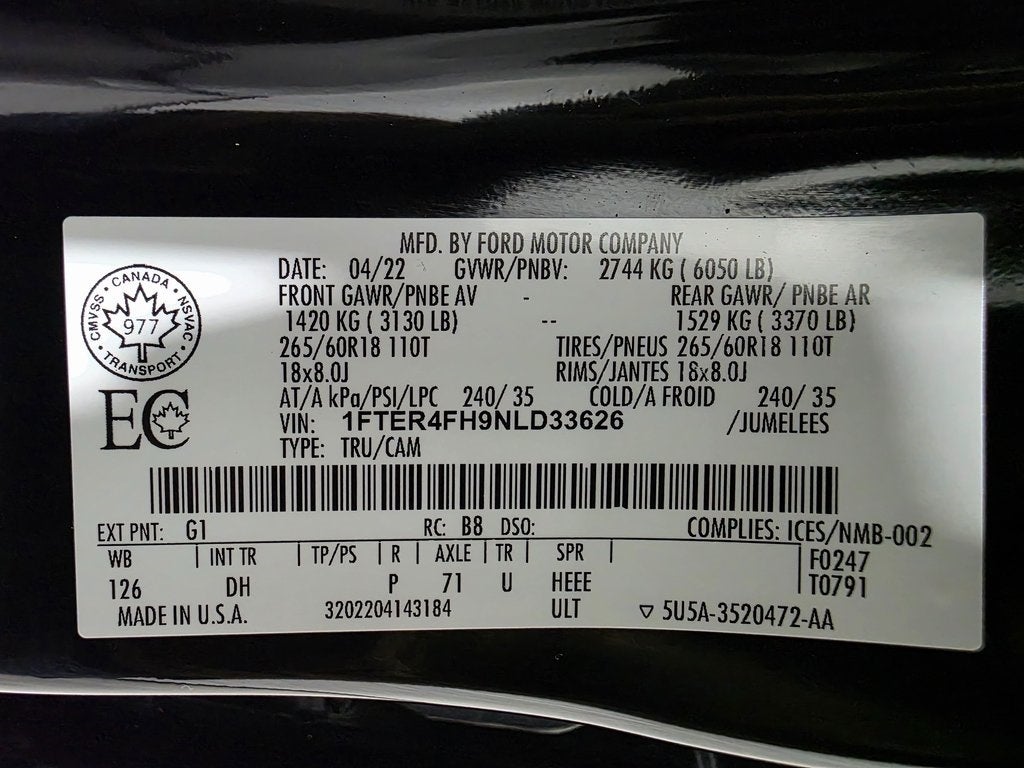 MFD. BY FORD MOTOR COMPANY
DATE: 04/22 GVWR/PNBV: 2744 KG ( 6050 LB)
FRONT GAWR/PNBE AV - REAR GAWR/ PNBE AR
1420 KG ( 3130 LB) -- 1529 KG ( 3370 LB)
265/60R18 110T TIRES/PNEUS 265/60R18 110T
18x8.0J RIMS/JANTES 18x8.0J
AT/A kPa/PSI/LPC 240/ 35 COLD/A FROID 240/ 35
VIN: 1FTER4FH9NLD33626 /JUMELEES
TYPE: TRU/CAM
CMVSS • CANADA • NSVAC • TRANSPORT •
977
EC
EXT PNT: G1 RC: B8 DSO: COMPLIES: ICES/NMB-002
WB | INT TR | TP/PS | R | AXLE | TR | SPR | F0247
126 DH P 71 U HEEE T0791
MADE IN U.S.A. 3202204143184 ULT ▽ 5U5A-3520472-AA